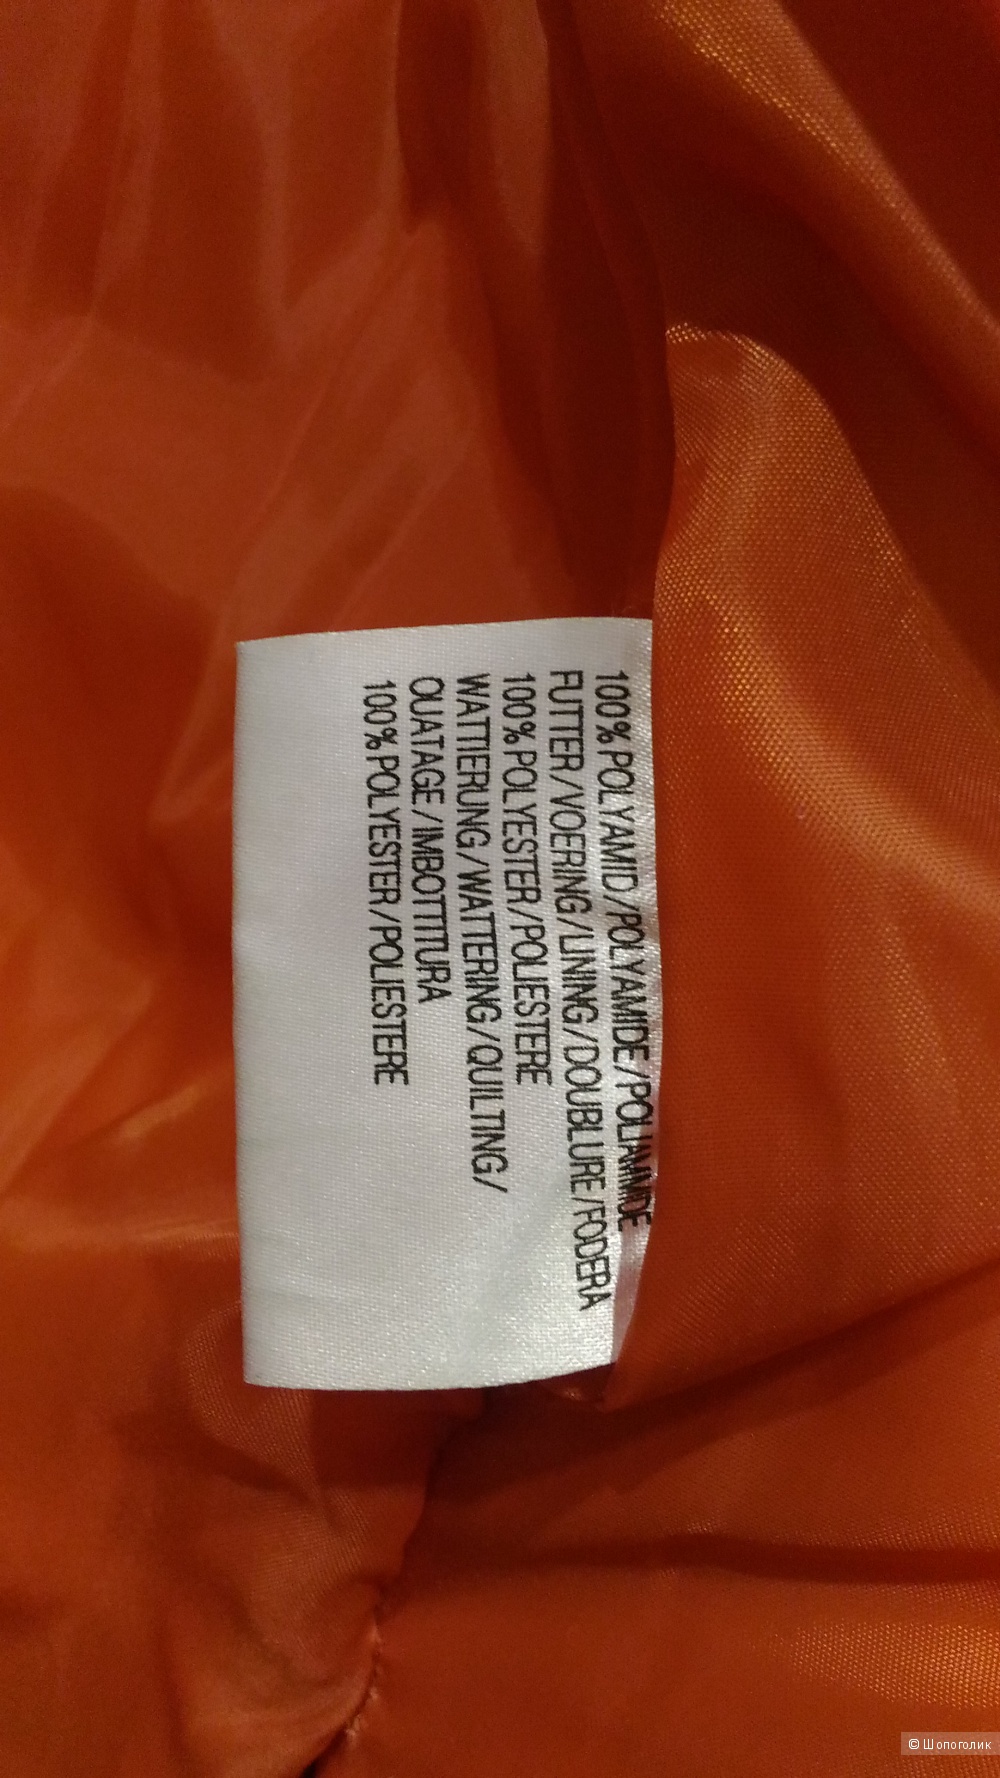 100% POLYAMID/POLYAMIDE/POLIAMMIDE
FUTTER/VOERING/LINING/DOUBLURE/FODERA
100% POLYESTER/POLIESTERE
WATTIERUNG/WATTERING/QUILTING/
OUATAGE/IMBOTTITURA
100% POLYESTER/POLIESTERE
© Шопоголик